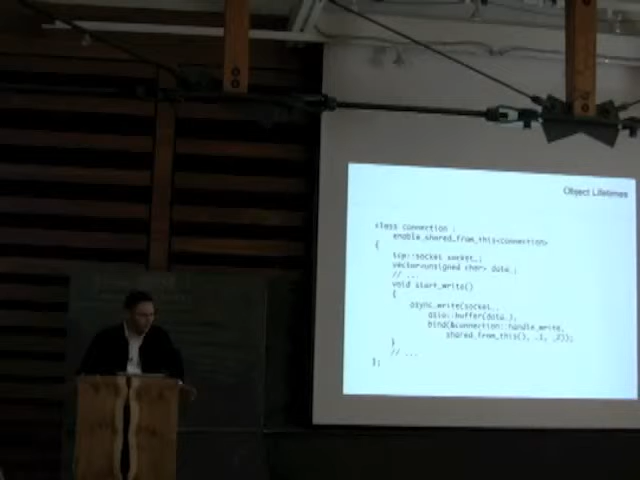 Object Lifetimes
class connection :
enable_shared_from_this<connection>
{
tcp::socket socket_;
vector<unsigned char> data_;
// ...
void start_write()
{
async_write(socket_,
asio::buffer(data_),
bind(&connection::handle_write,
shared_from_this(), _1, _2));
}
// ...
};